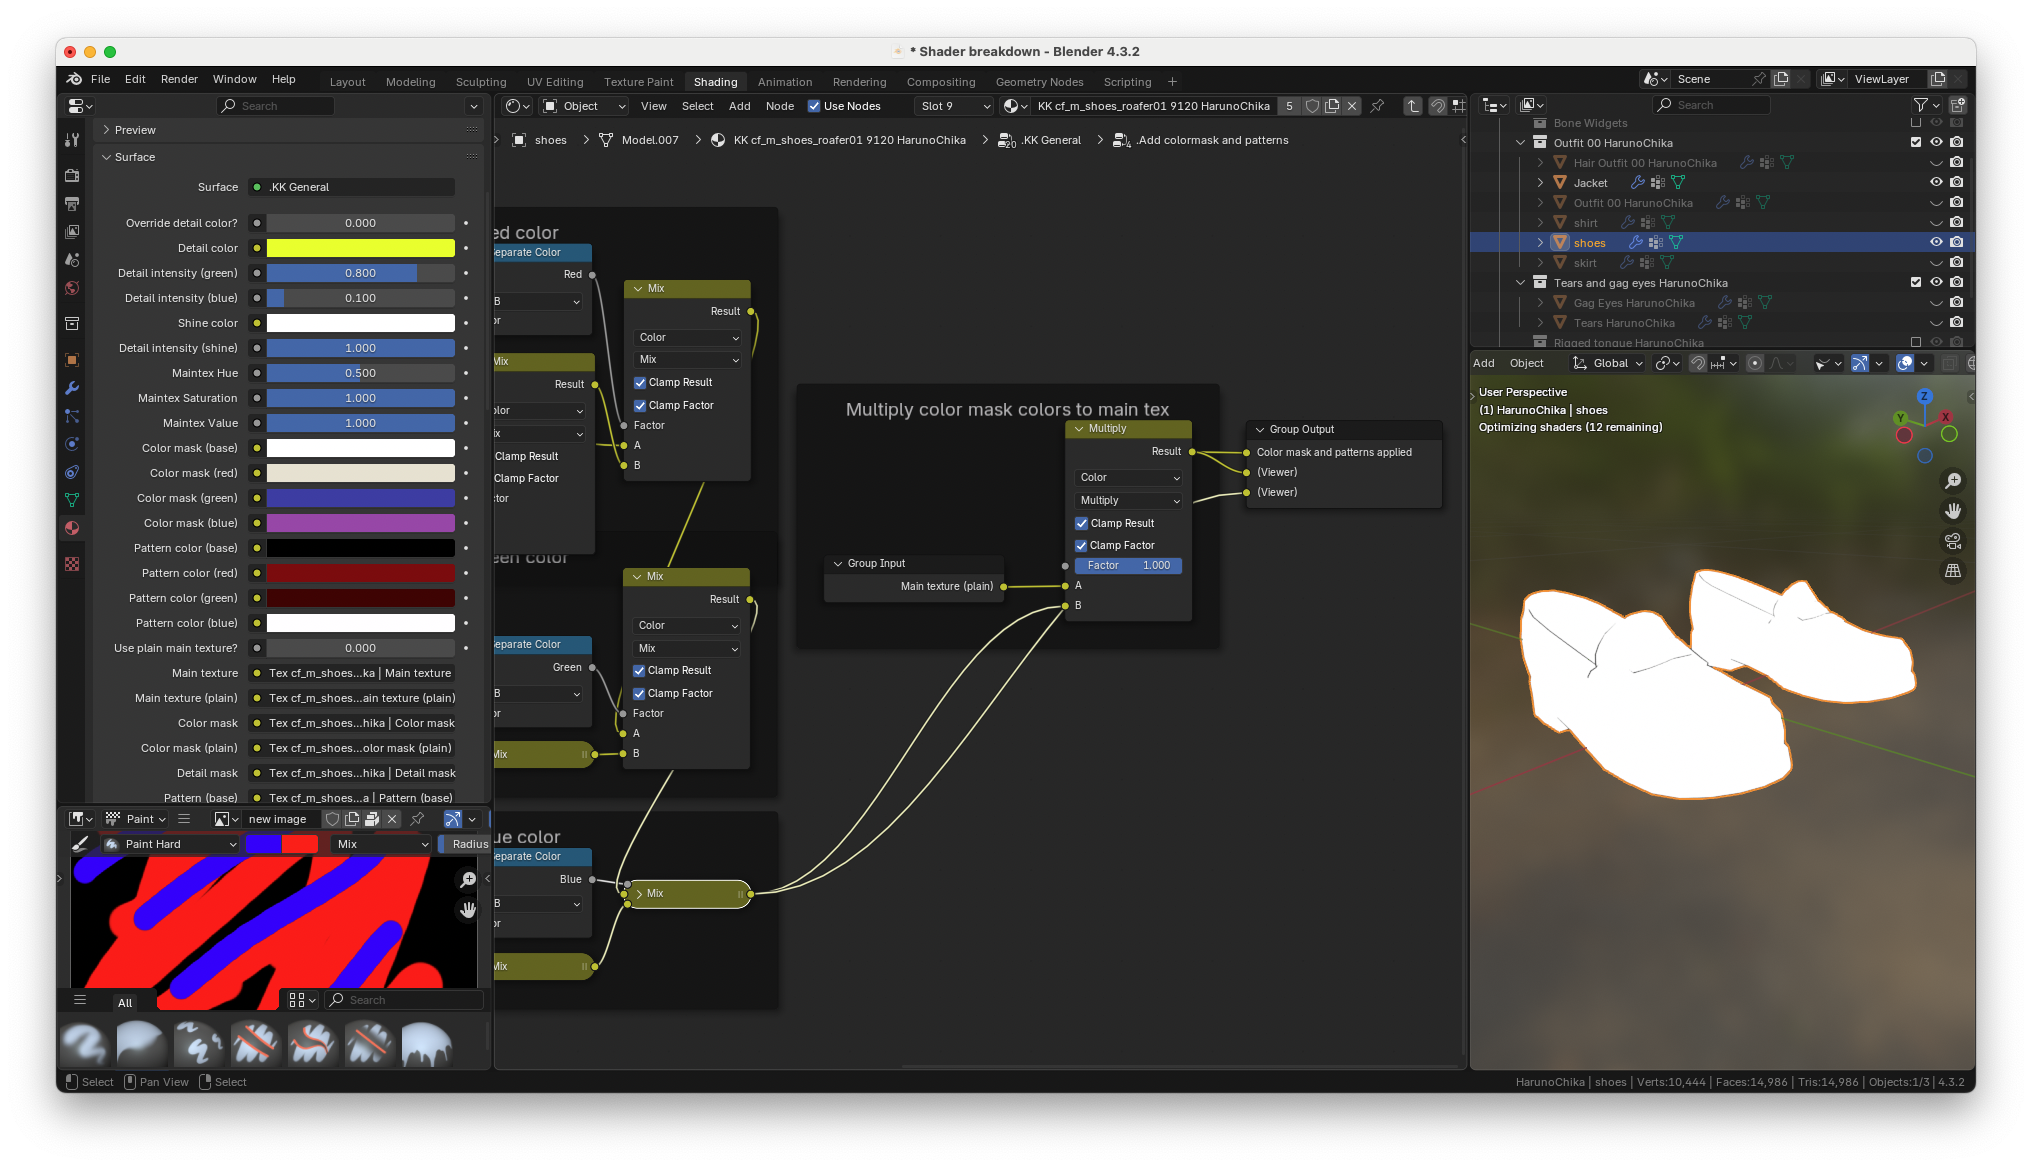 * Shader breakdown - Blender 4.3.2
File Edit Render Window Help
Layout Modeling Sculpting UV Editing Texture Paint Shading Animation Rendering Compositing Geometry Nodes Scripting +
Scene
ViewLayer
Search
Preview
Surface
Surface .KK General
Override detail color? 0.000
Detail color
Detail intensity (green) 0.800
Detail intensity (blue) 0.100
Shine color
Detail intensity (shine) 1.000
Maintex Hue 0.500
Maintex Saturation 1.000
Maintex Value 1.000
Color mask (base)
Color mask (red)
Color mask (green)
Color mask (blue)
Pattern color (base)
Pattern color (red)
Pattern color (green)
Pattern color (blue)
Use plain main texture? 0.000
Main texture Tex cf_m_shoes...ka | Main texture
Main texture (plain) Tex cf_m_shoes...ain texture (plain)
Color mask Tex cf_m_shoes...hika | Color mask
Color mask (plain) Tex cf_m_shoes...olor mask (plain)
Detail mask Tex cf_m_shoes...hika | Detail mask
Pattern (base) Tex cf_m_shoes...a | Pattern (base)
Paint new image
Paint Hard Mix Radius
All Search
Object View Select Add Node Use Nodes Slot 9 KK cf_m_shoes_roafer01 9120 HarunoChika 5
shoes > Model.007 > KK cf_m_shoes_roafer01 9120 HarunoChika > 20 .KK General > 4 .Add colormask and patterns
ed color
eparate Color
Red
B
or
Mix
Result
olor
ix
Clamp Result
Clamp Factor
ctor
Mix
Result
Color
Mix
Clamp Result
Clamp Factor
Factor
A
B
een color
eparate Color
Green
B
or
Mix
Mix
Result
Color
Mix
Clamp Result
Clamp Factor
Factor
A
B
ue color
eparate Color
Blue
B
or
Mix
Mix
Multiply color mask colors to main tex
Multiply
Result
Color
Multiply
Clamp Result
Clamp Factor
Factor 1.000
A
B
Group Input
Main texture (plain)
Group Output
Color mask and patterns applied
(Viewer)
(Viewer)
Search
Bone Widgets
Outfit 00 HarunoChika
Hair Outfit 00 HarunoChika
Jacket
Outfit 00 HarunoChika
shirt
shoes
skirt
Tears and gag eyes HarunoChika
Gag Eyes HarunoChika
Tears HarunoChika
Rigged tongue HarunoChika
Add Object Global
User Perspective
(1) HarunoChika | shoes
Optimizing shaders (12 remaining)
Z
Y
X
Select Pan View Select
HarunoChika | shoes | Verts:10,444 | Faces:14,986 | Tris:14,986 | Objects:1/3 | 4.3.2